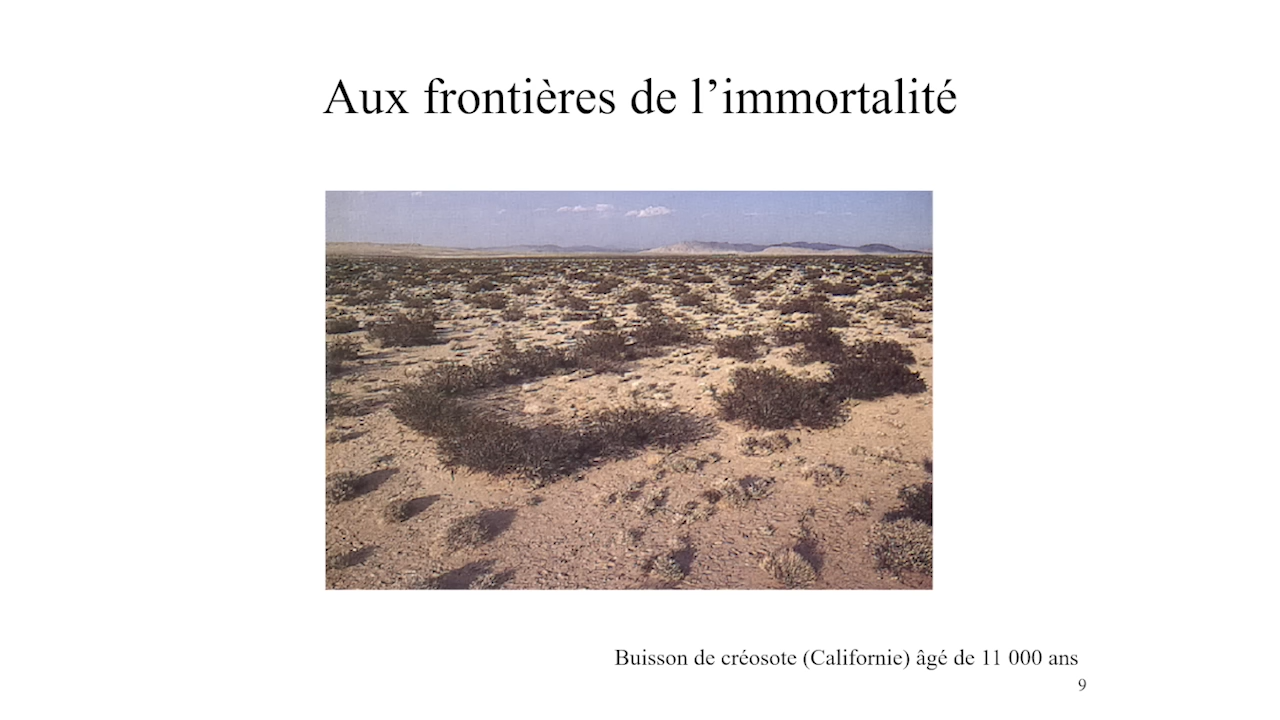 Aux frontières de l’immortalité
Buisson de créosote (Californie) âgé de 11 000 ans
9